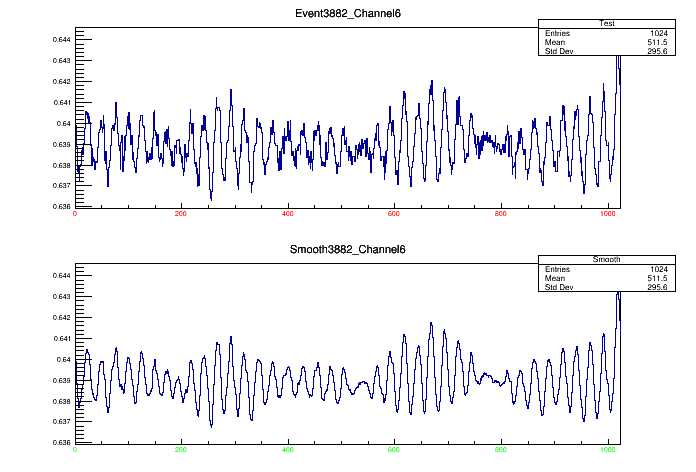 Event3882_Channel6
Test
Entries 1024
Mean 511.5
Std Dev 295.6
0.644
0.643
0.642
0.641
0.64
0.639
0.638
0.637
0.636
0 200 400 600 800 1000
Smooth3882_Channel6
Smooth
Entries 1024
Mean 511.5
Std Dev 295.6
0.644
0.643
0.642
0.641
0.64
0.639
0.638
0.637
0.636
0 200 400 600 800 1000